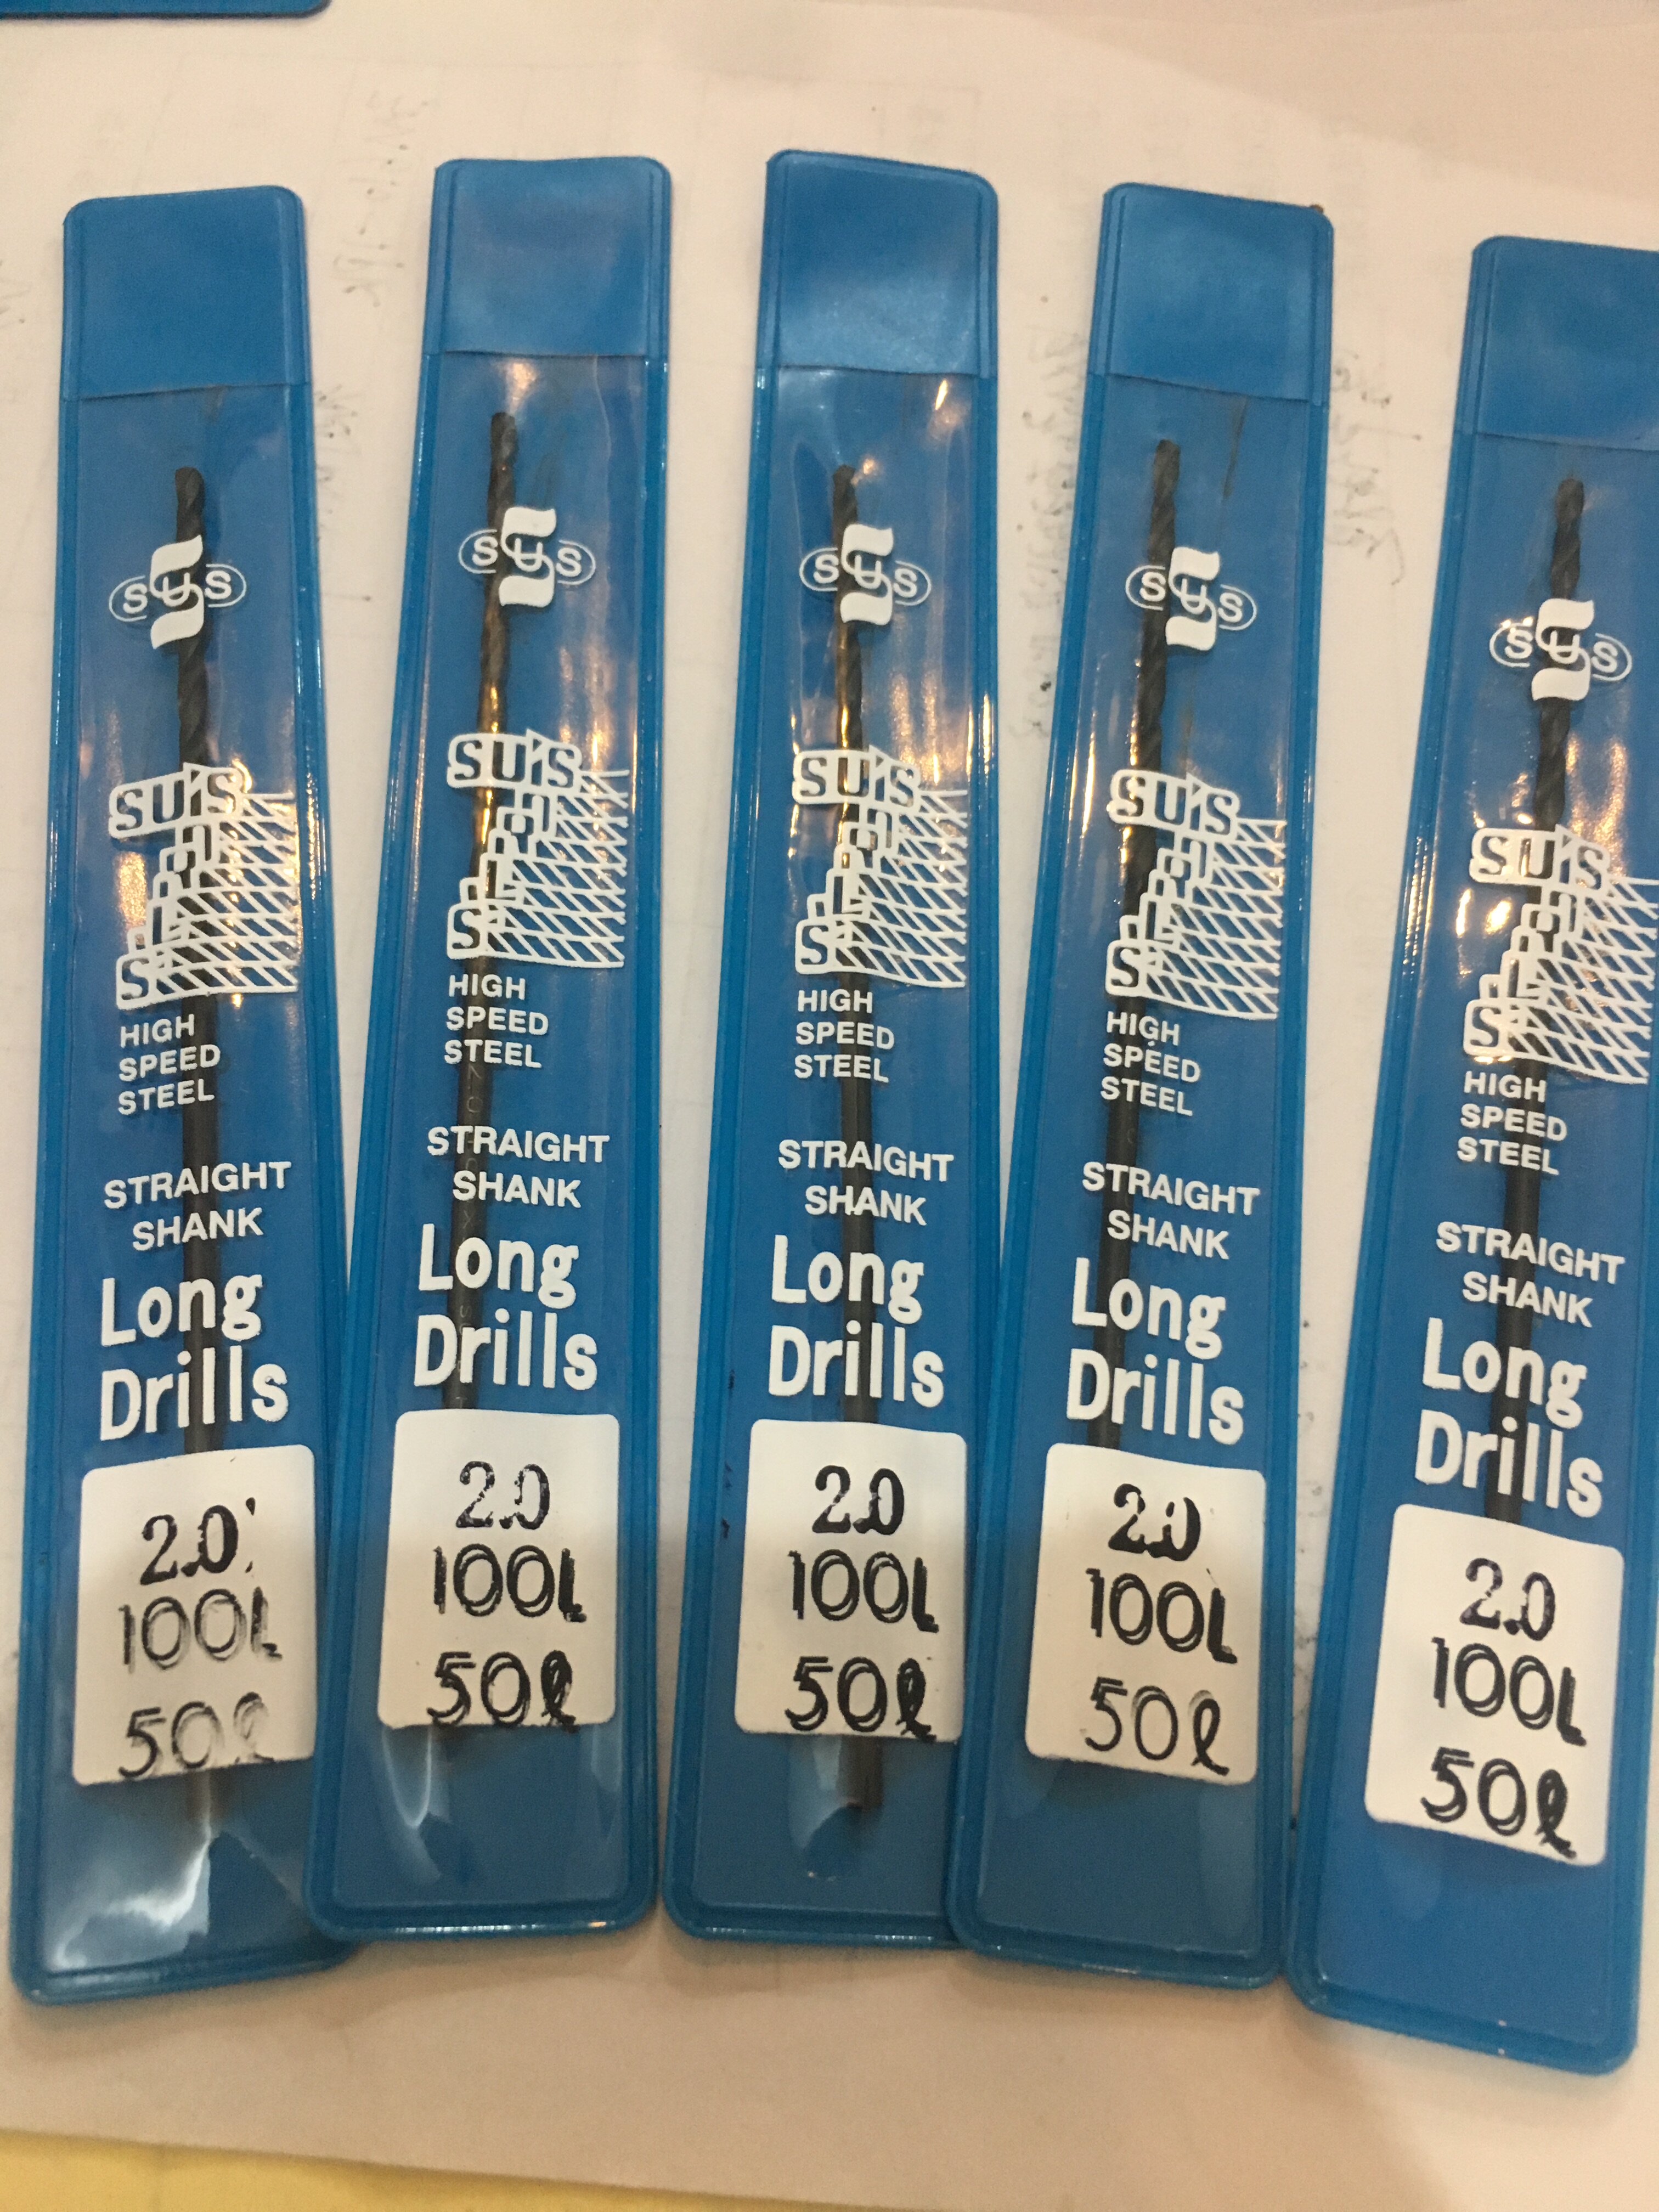 SUS
SU'S
HIGH
SPEED
STEEL
STRAIGHT
SHANK
Long
Drills
2.0
100L
50ℓ
SUS
SU'S
HIGH
SPEED
STEEL
STRAIGHT
SHANK
Long
Drills
2.0
100L
50ℓ
SUS
SU'S
HIGH
SPEED
STEEL
STRAIGHT
SHANK
Long
Drills
2.0
100L
50ℓ
SUS
SU'S
HIGH
SPEED
STEEL
STRAIGHT
SHANK
Long
Drills
2.0
100L
50ℓ
SUS
SU'S
HIGH
SPEED
STEEL
STRAIGHT
SHANK
Long
Drills
2.0
100L
50ℓ